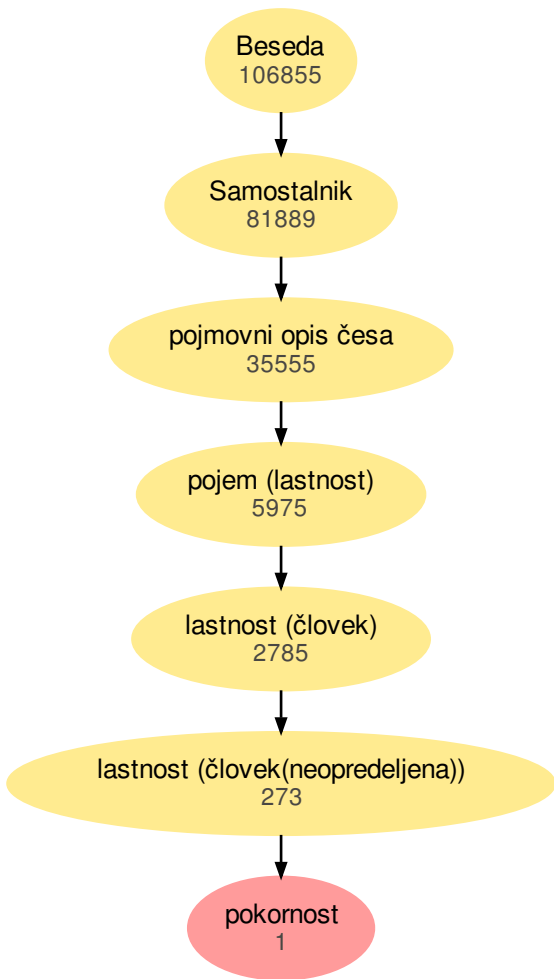 Beseda
106855
Samostalnik
81889
pojmovni opis česa
35555
pojem (lastnost)
5975
lastnost (človek)
2785
lastnost (človek(neopredeljena))
273
pokornost
1